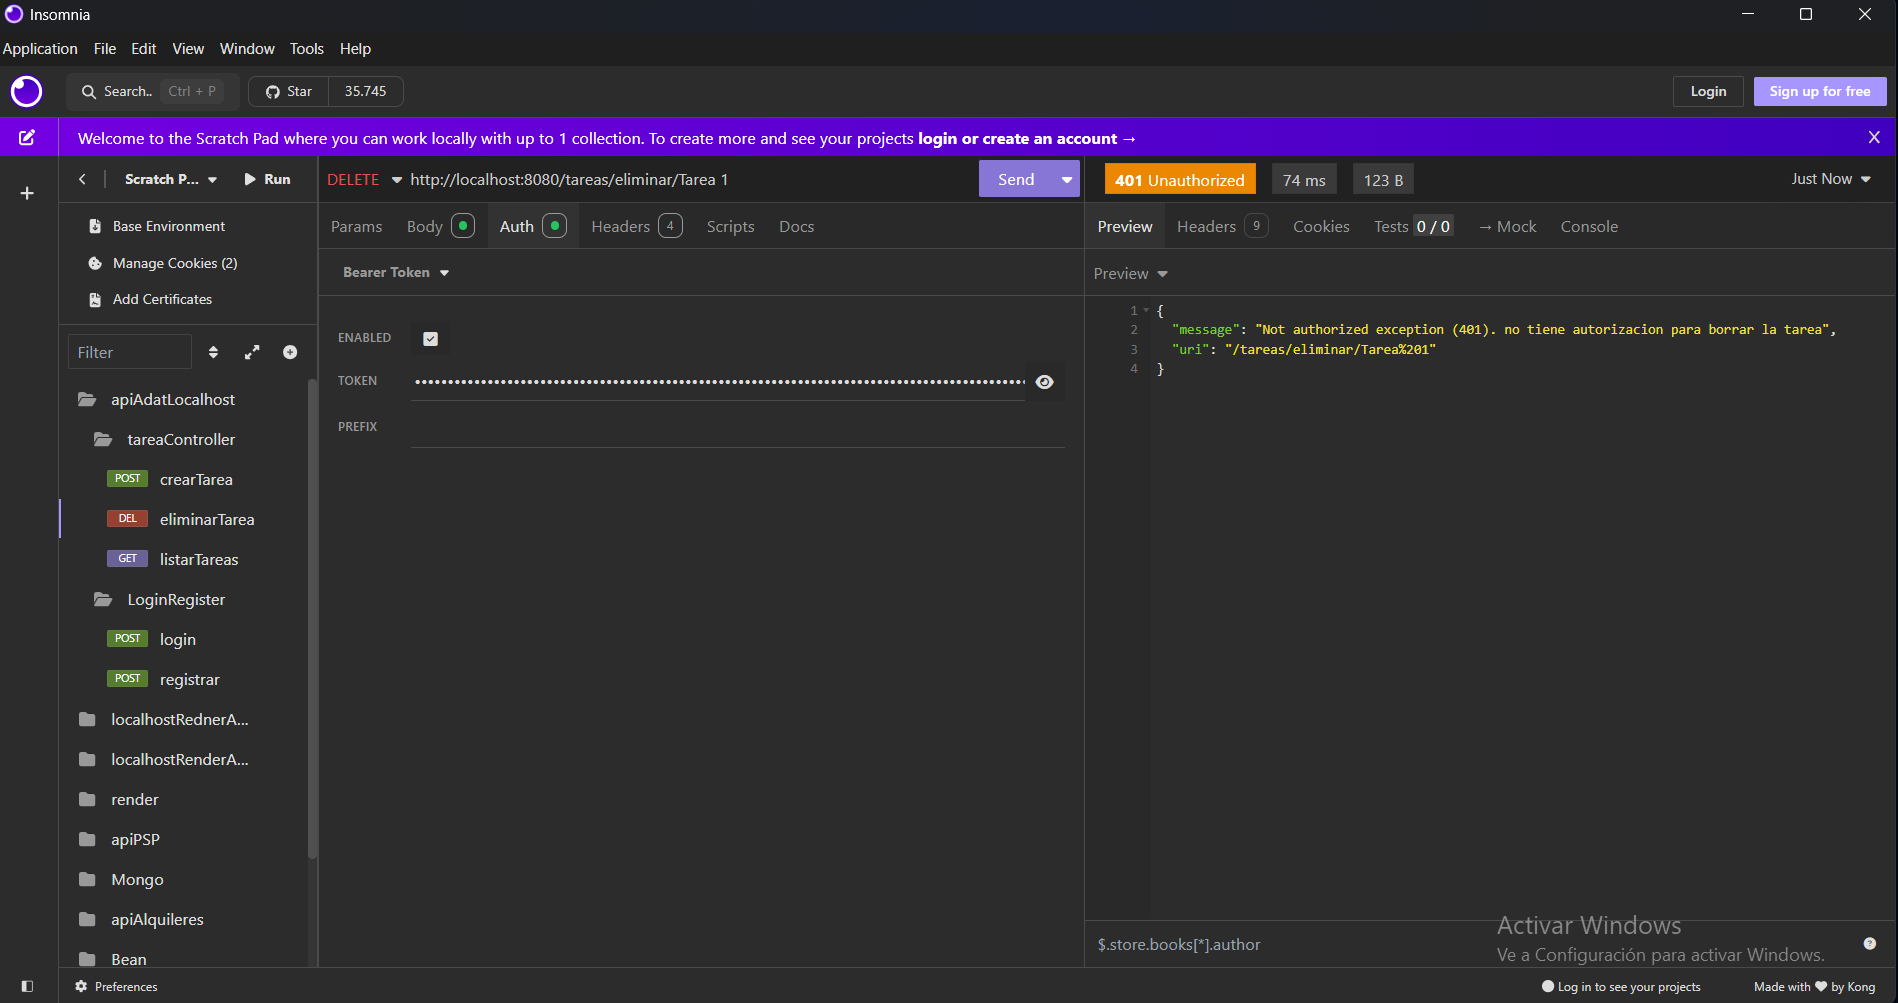 Insomnia
Application File Edit View Window Tools Help
Search.. Ctrl + P Star 35.745 Login Sign up for free
Welcome to the Scratch Pad where you can work locally with up to 1 collection. To create more and see your projects login or create an account →
Scratch P... Run
Base Environment
Manage Cookies (2)
Add Certificates
Filter
apiAdatLocalhost
tareaController
POST crearTarea
DEL eliminarTarea
GET listarTareas
LoginRegister
POST login
POST registrar
localhostRednerA...
localhostRenderA...
render
apiPSP
Mongo
apiAlquileres
Bean
DELETE http://localhost:8080/tareas/eliminar/Tarea 1 Send
Params Body Auth Headers 4 Scripts Docs
Bearer Token
ENABLED
TOKEN
PREFIX
401 Unauthorized 74 ms 123 B Just Now
Preview Headers 9 Cookies Tests 0 / 0 → Mock Console
Preview
1 {
2 "message": "Not authorized exception (401). no tiene autorizacion para borrar la tarea",
3 "uri": "/tareas/eliminar/Tarea%201"
4 }
$.store.books[*].author
Activar Windows
Ve a Configuración para activar Windows.
Preferences Log in to see your projects Made with ♥ by Kong